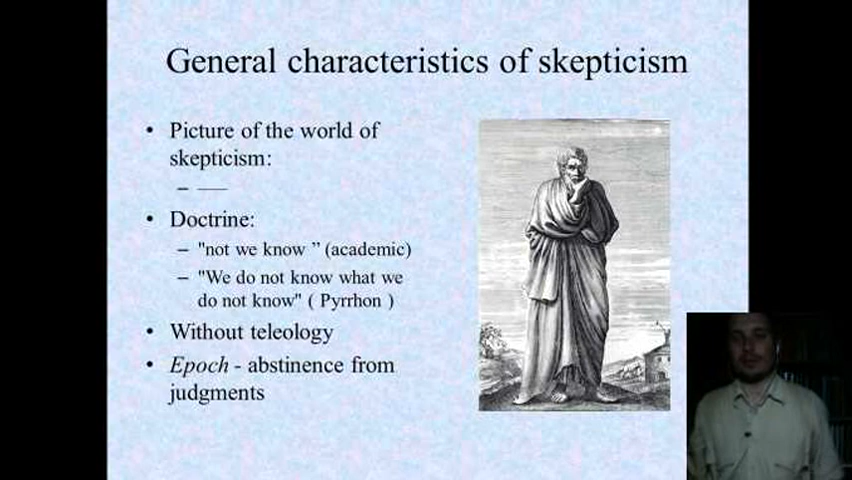 General characteristics of skepticism
• Picture of the world of
skepticism:
– ——
• Doctrine:
– "not we know ” (academic)
– "We do not know what we
do not know" ( Pyrrhon )
• Without teleology
• Epoch - abstinence from
judgments